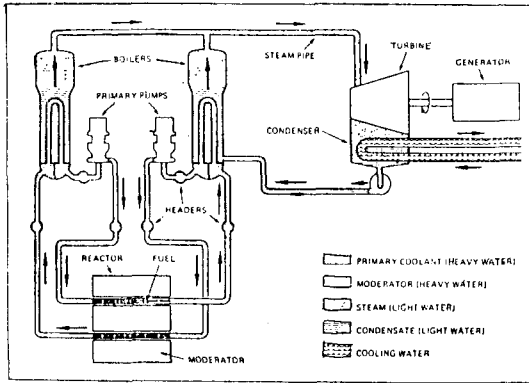 BOILERS
STEAM PIPE
TURBINE
GENERATOR
PRIMARY PUMPS
CONDENSER
HEADERS
REACTOR
FUEL
MODERATOR
PRIMARY COOLANT (HEAVY WATER)
MODERATOR (HEAVY WATER)
STEAM (LIGHT WATER)
CONDENSATE (LIGHT WATER)
COOLING WATER